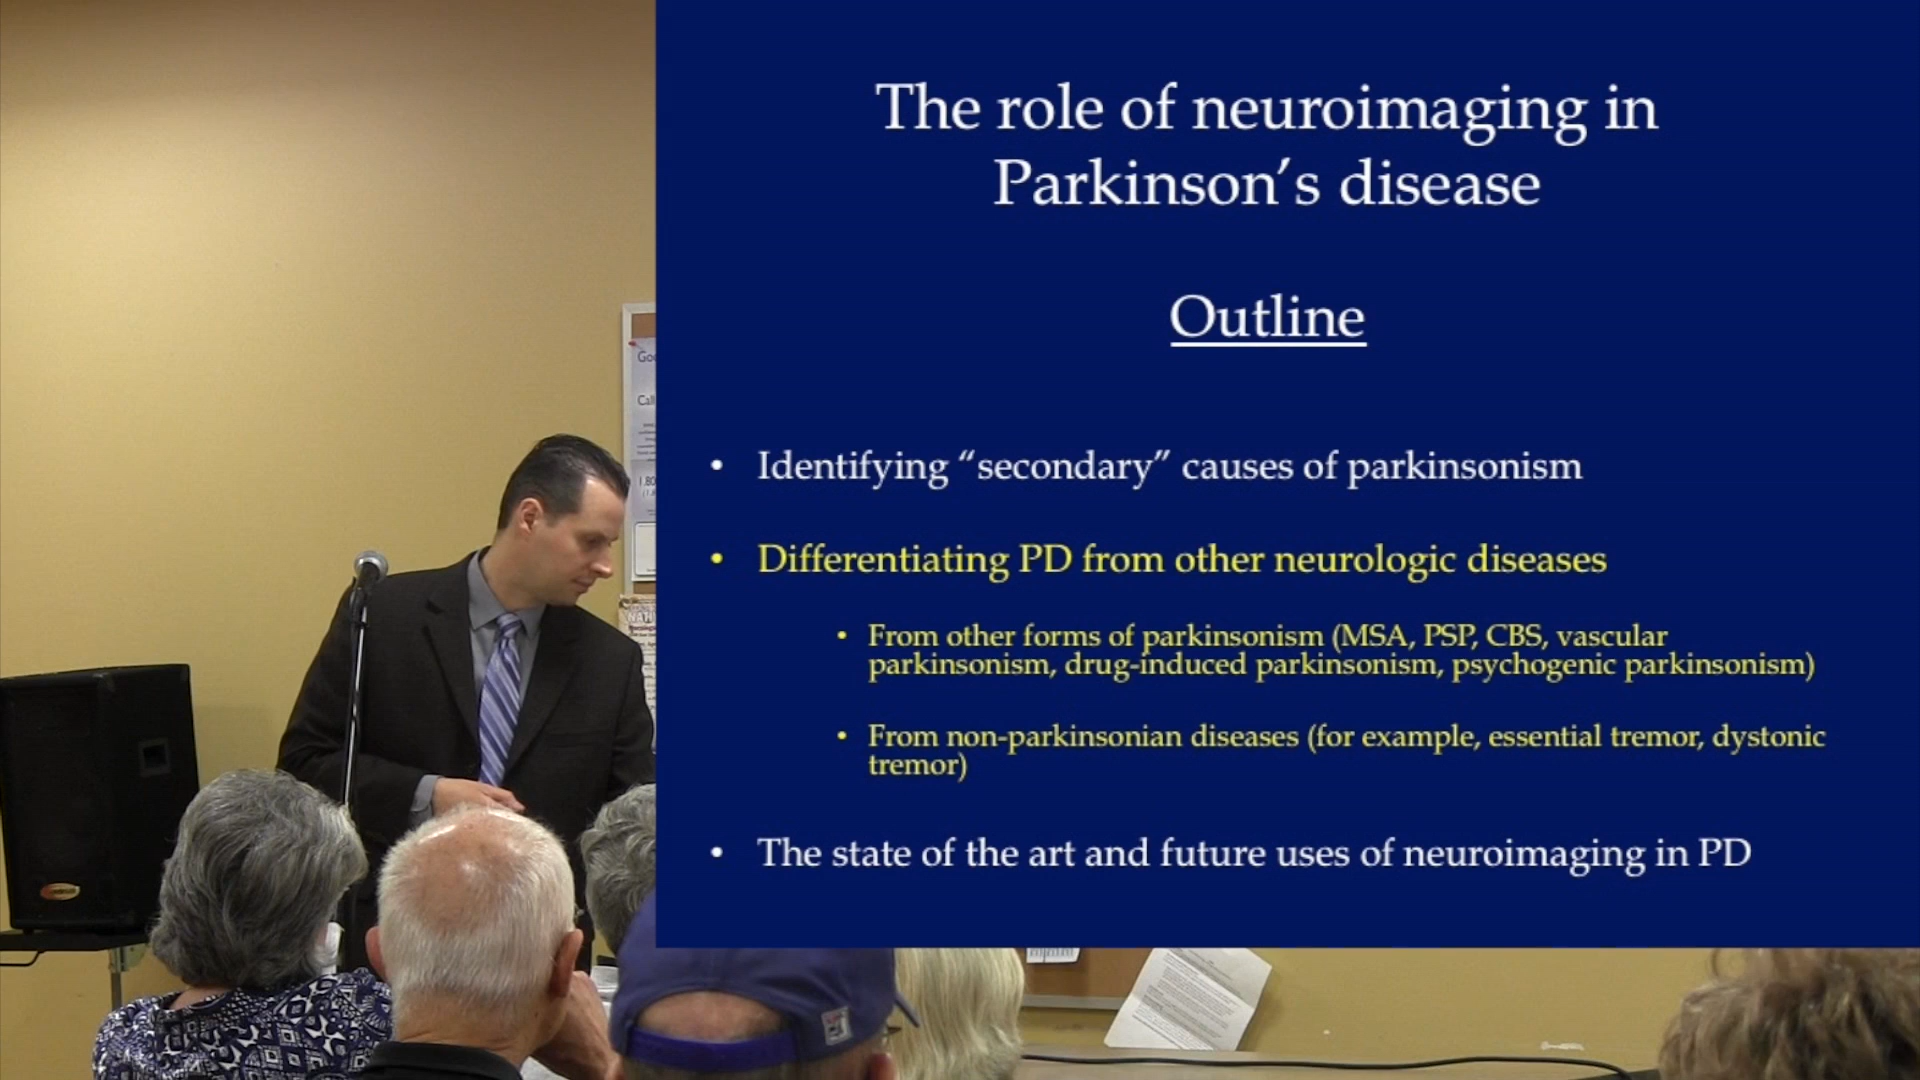 The role of neuroimaging in
Parkinson's disease
Outline
• Identifying “secondary” causes of parkinsonism
• Differentiating PD from other neurologic diseases
• From other forms of parkinsonism (MSA, PSP, CBS, vascular
parkinsonism, drug-induced parkinsonism, psychogenic parkinsonism)
• From non-parkinsonian diseases (for example, essential tremor, dystonic
tremor)
• The state of the art and future uses of neuroimaging in PD
Call